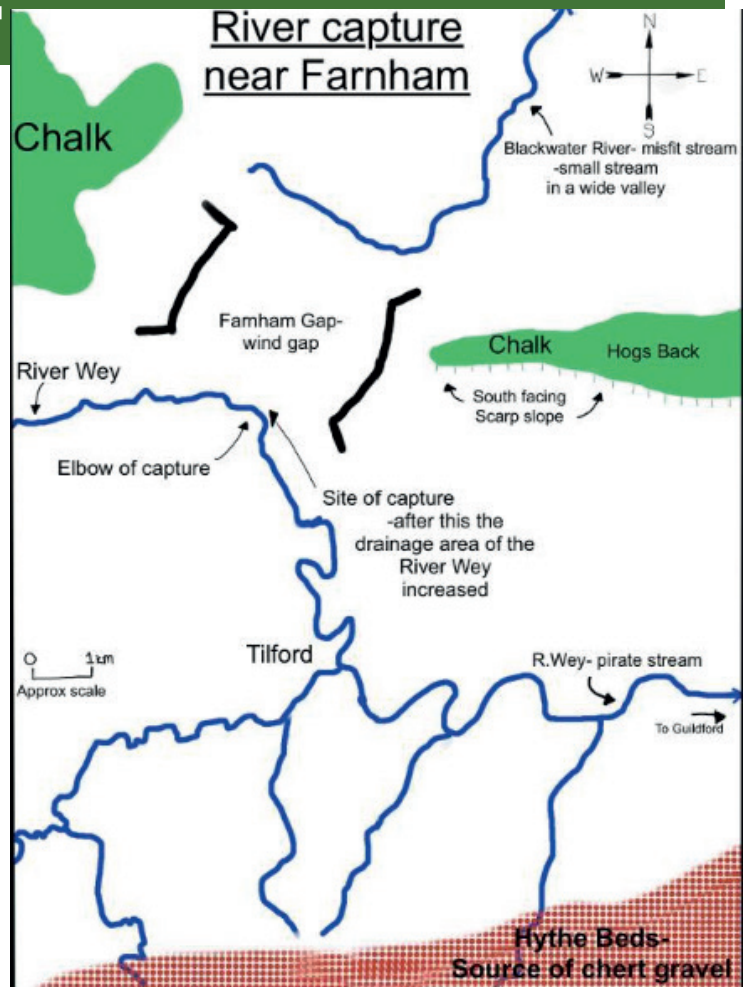 River capture
near Farnham
N
W
E
S
Chalk
Blackwater River- misfit stream
-small stream
in a wide valley
Farnham Gap-
wind gap
Chalk
Hogs Back
River Wey
South facing
Scarp slope
Elbow of capture
Site of capture
-after this the
drainage area of the
River Wey
increased
Tilford
0 1km
Approx scale
R.Wey- pirate stream
To Guildford
Hythe Beds-
Source of chert gravel